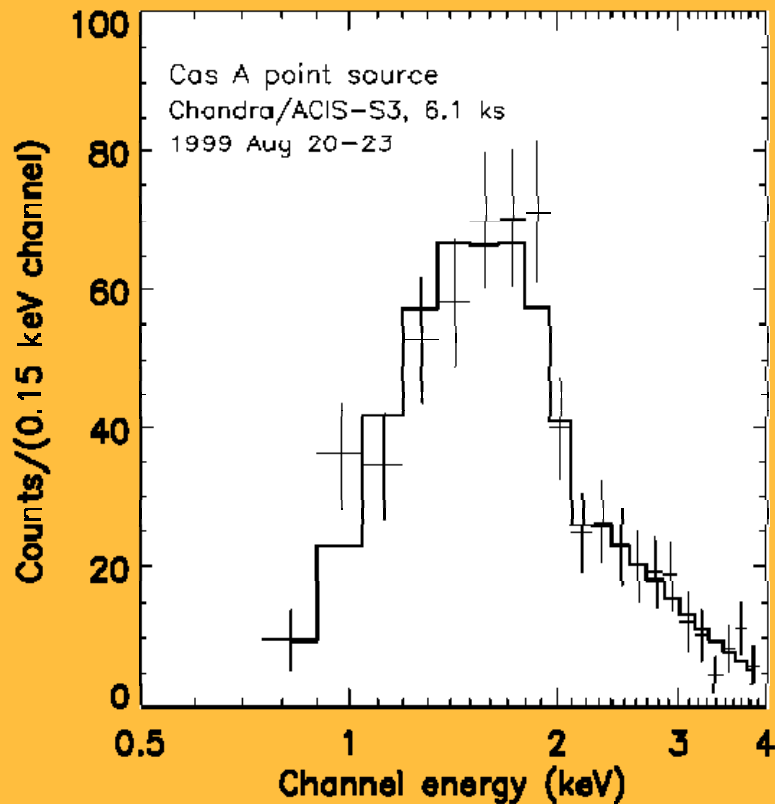 100
80
60
40
20
0
Counts/(0.15 keV channel)
Cas A point source
Chandra/ACIS-S3, 6.1 ks
1999 Aug 20-23
0.5 1 2 3 4
Channel energy (keV)